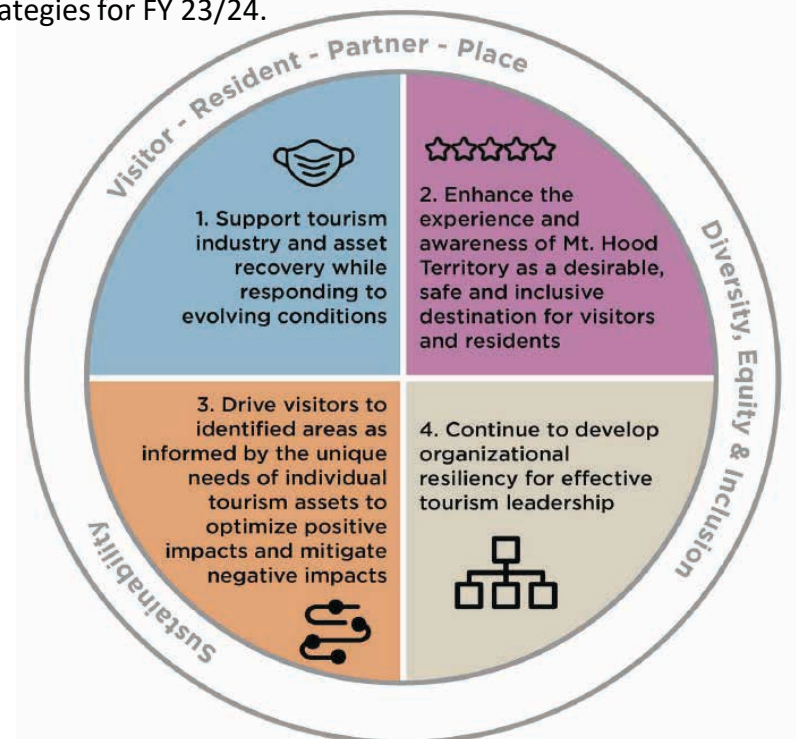 ategies for FY 23/24.
Visitor - Resident - Partner - Place
1. Support tourism
industry and asset
recovery while
responding to
evolving conditions
2. Enhance the
experience and
awareness of Mt. Hood
Territory as a desirable,
safe and inclusive
destination for visitors
and residents
Diversity, Equity & Inclusion
3. Drive visitors to
identified areas as
informed by the unique
needs of individual
tourism assets to
optimize positive
impacts and mitigate
negative impacts
4. Continue to develop
organizational
resiliency for effective
tourism leadership
Sustainability